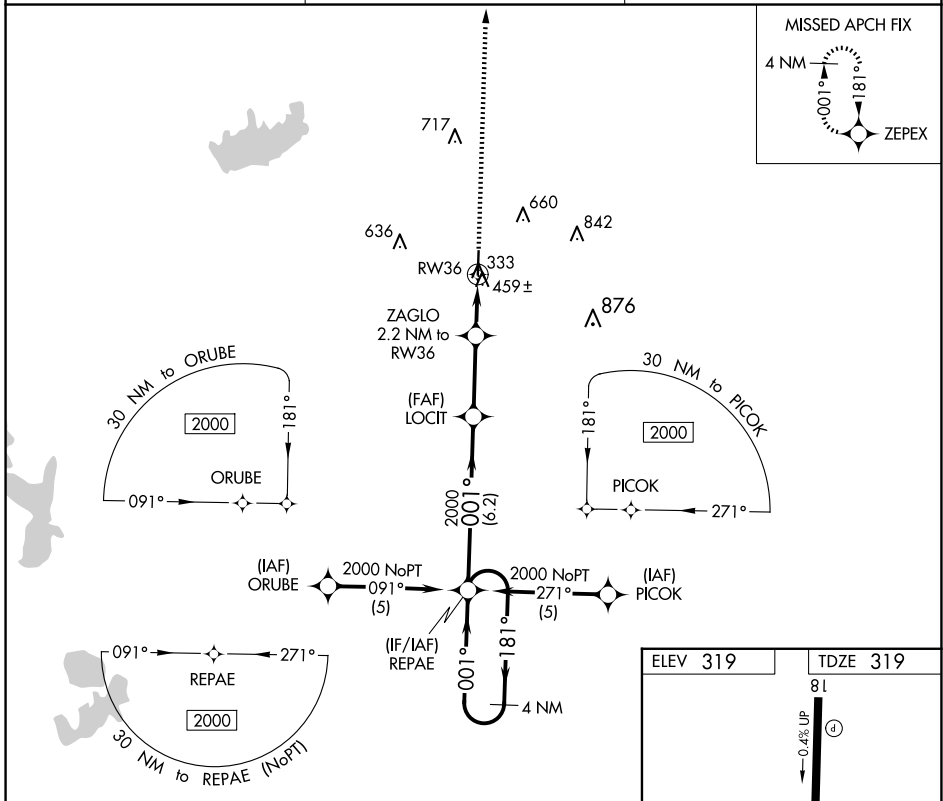 MISSED APCH FIX
4 NM
001°
181°
ZEPEX
717
660
842
636
RW36
333
459 ±
876
ZAGLO
2.2 NM to
RW36
(FAF)
LOCIT
30 NM to ORUBE
2000
181°
ORUBE
091°
30 NM to PICOK
2000
181°
PICOK
271°
2000
001°
(6.2)
(IAF)
ORUBE
2000 NoPT
091°
(5)
2000 NoPT
271°
(5)
(IAF)
PICOK
(IF/IAF)
REPAE
001°
181°
4 NM
091°
271°
REPAE
2000
30 NM to REPAE (NoPT)
ELEV 319
TDZE 319
18
0.4% UP
P